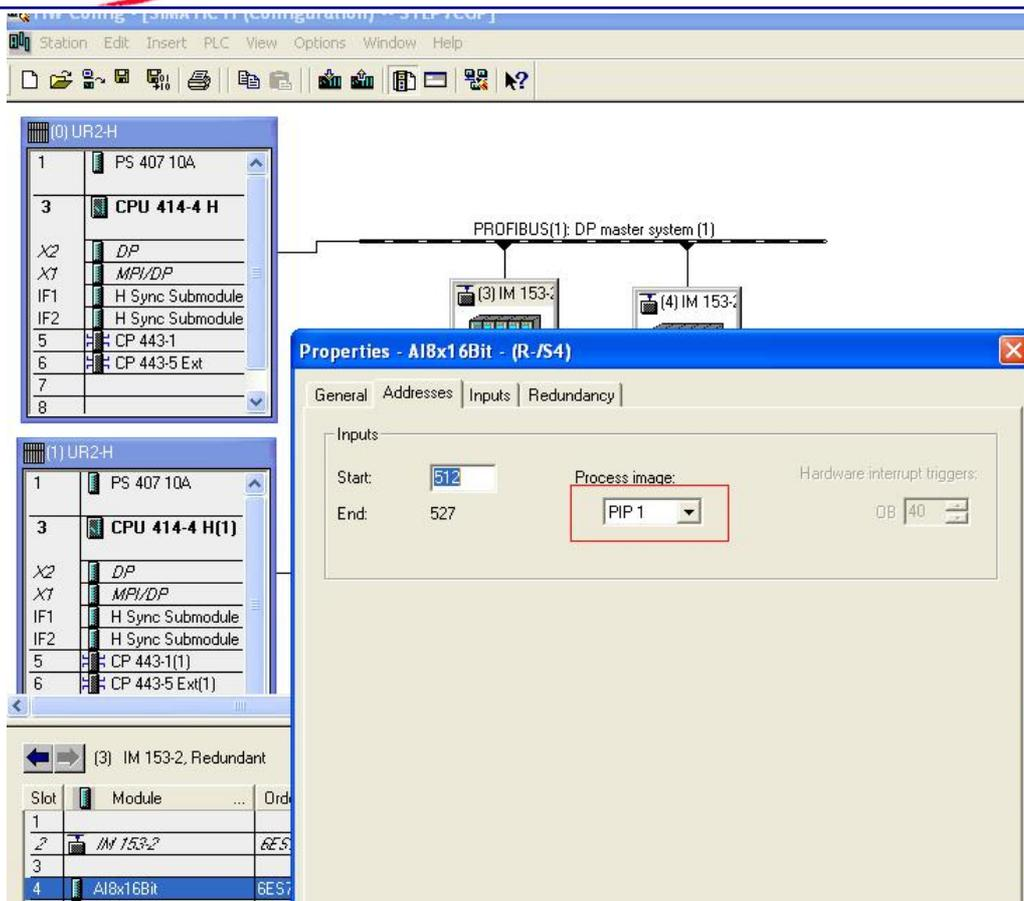 Station Edit Insert PLC View Options Window Help
(0) UR2-H
1 PS 407 10A
3 CPU 414-4 H
X2 DP
X1 MPI/DP
IF1 H Sync Submodule
IF2 H Sync Submodule
5 CP 443-1
6 CP 443-5 Ext
7
8
PROFIBUS(1): DP master system (1)
(3) IM 153-2
(4) IM 153-2
(1) UR2-H
1 PS 407 10A
3 CPU 414-4 H(1)
X2 DP
X1 MPI/DP
IF1 H Sync Submodule
IF2 H Sync Submodule
5 CP 443-1(1)
6 CP 443-5 Ext(1)
Properties - AI8x16Bit - (R-/S4)
General Addresses Inputs Redundancy
Inputs
Start: 512 Process image: Hardware interrupt triggers:
End: 527 PIP 1 OB 40
(3) IM 153-2, Redundant
Slot Module ... Orde
1
2 IM 153-2 6ES
3
4 AI8x16Bit 6ES7